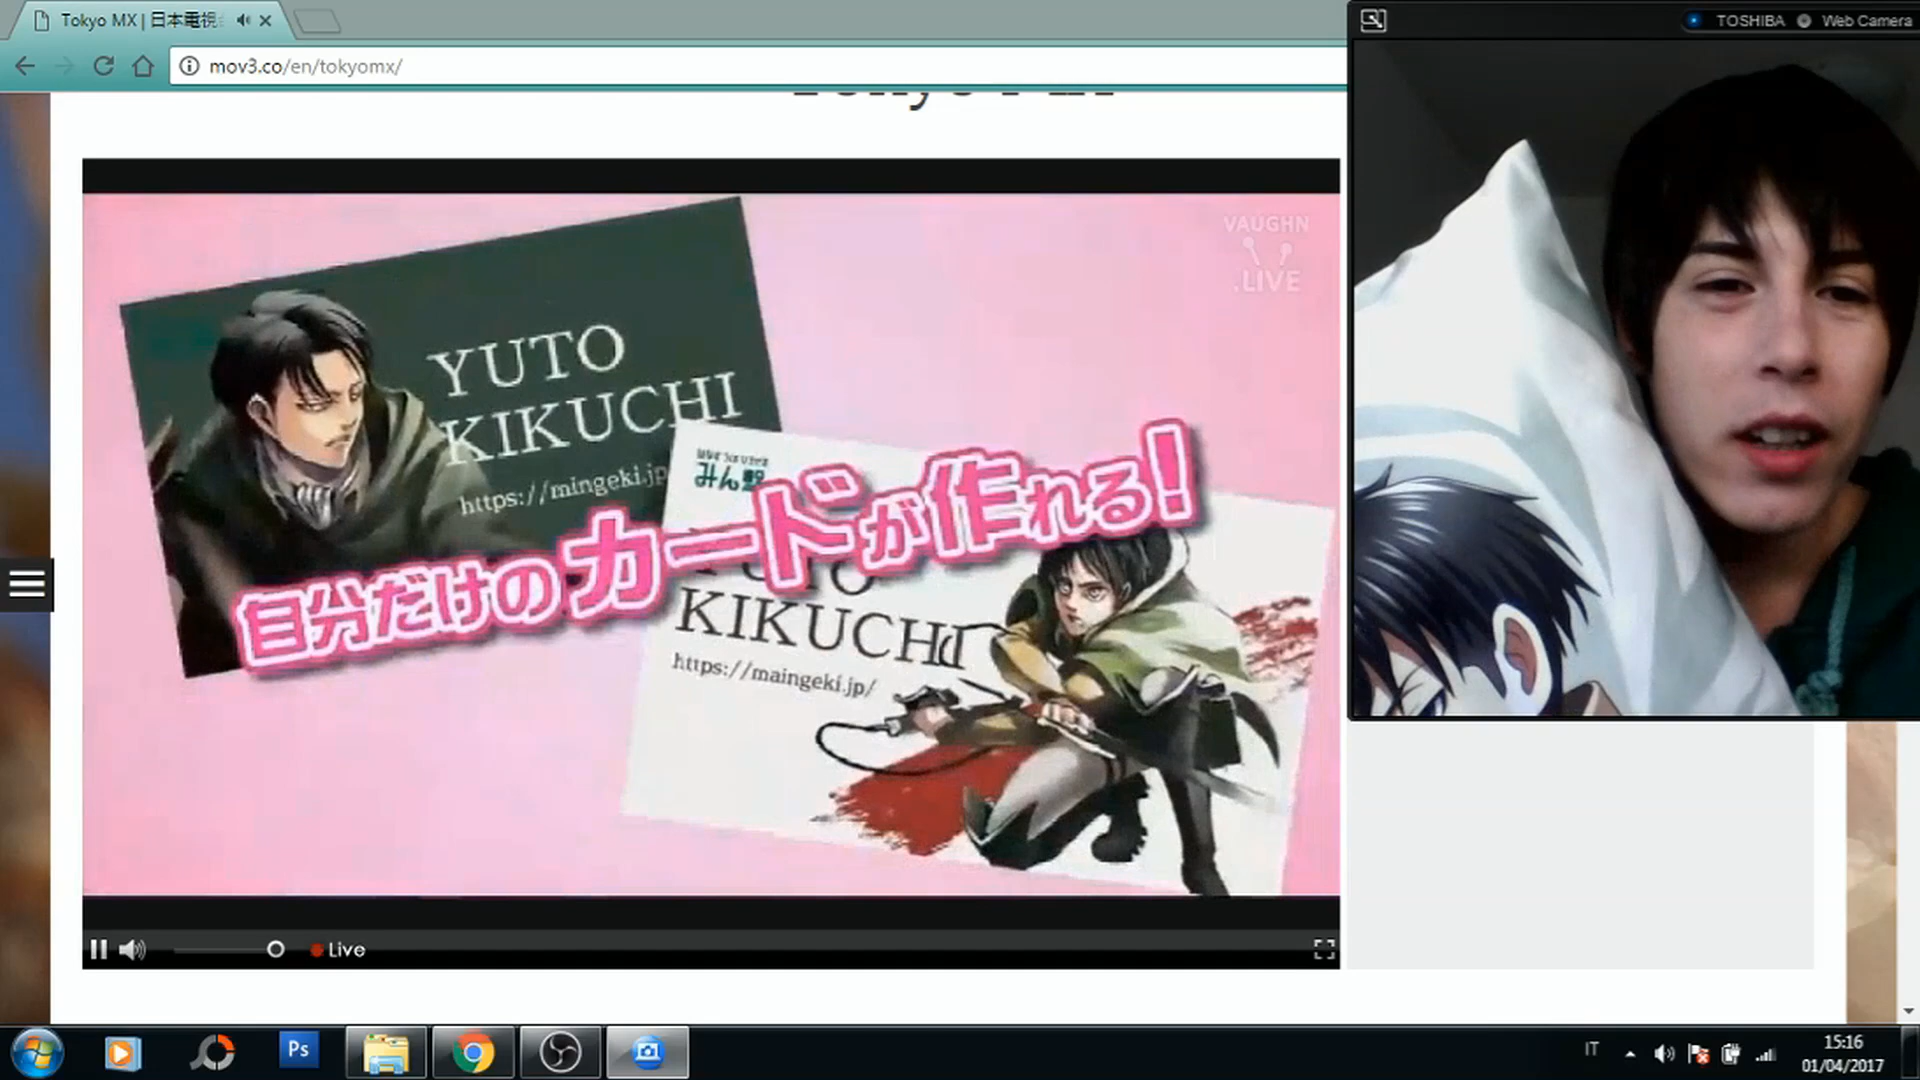 Tokyo MX | 日本電視
TOSHIBA Web Camera
mov3.co/en/tokyomx/
VAUGHN
.LIVE
YUTO
KIKUCHI
https://mingeki.jp
みん
自分だけのカードが作れる!
KIKUCHI
https://maingeki.jp/
Live
Ps
IT
15:16
01/04/2017